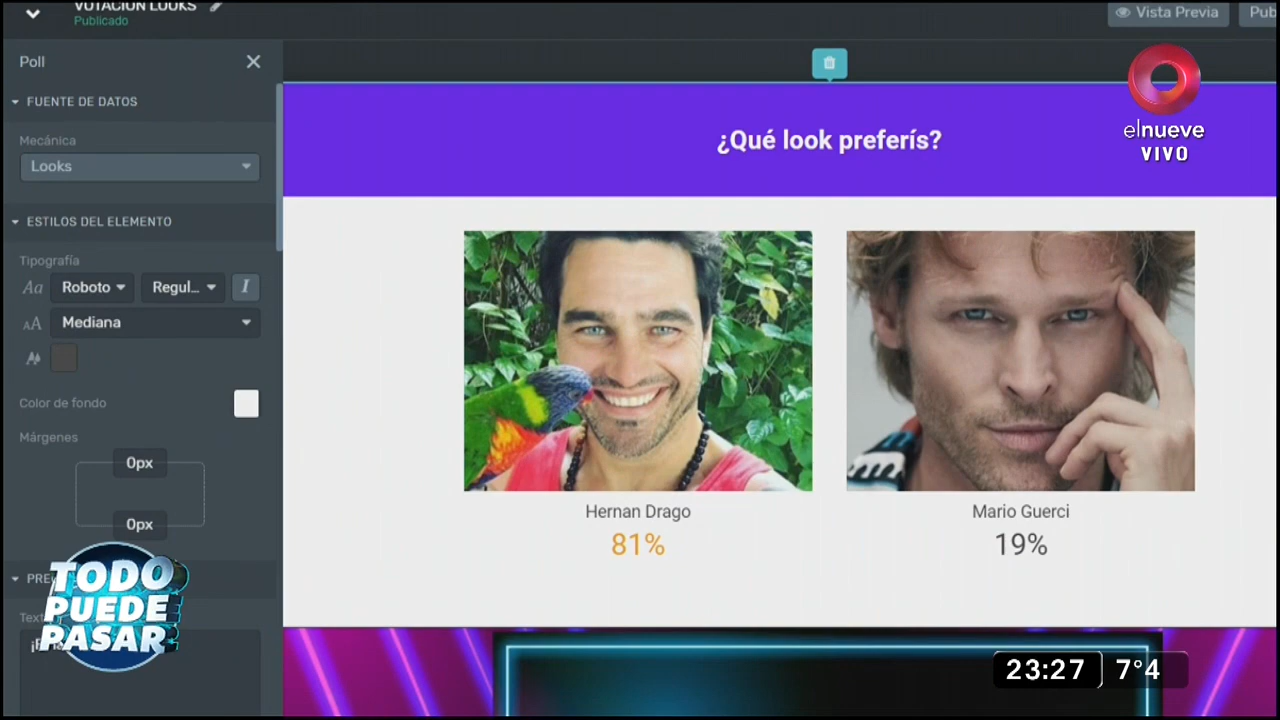 VOTACIÓN LOOKS
Publicado
Vista Previa
Poll
FUENTE DE DATOS
Mecánica
Looks
ESTILOS DEL ELEMENTO
Tipografía
Aa
Roboto
Regul...
I
AA
Mediana
Color de fondo
Márgenes
0px
0px
¿Qué look preferís?
elnueve
VIVO
Hernan Drago
81%
Mario Guerci
19%
TODO
PUEDE
PASAR
23:27
7°4